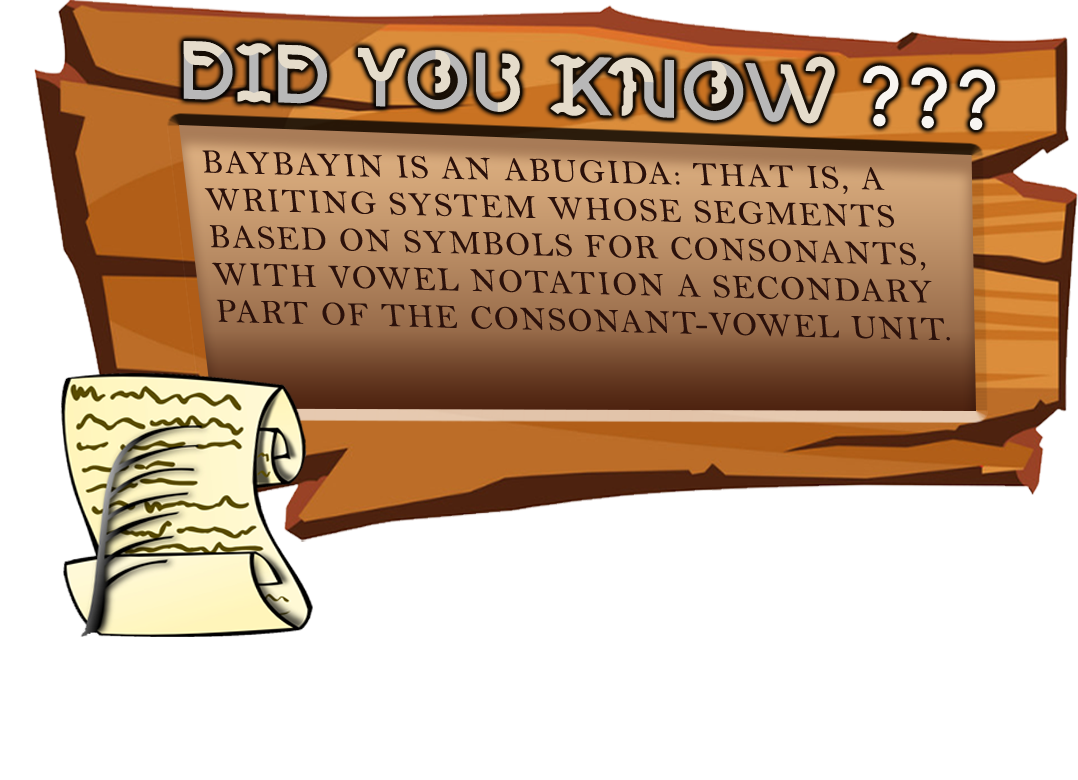 DID YOU KNOW ???
BAYBAYIN IS AN ABUGIDA: THAT IS, A
WRITING SYSTEM WHOSE SEGMENTS
BASED ON SYMBOLS FOR CONSONANTS,
WITH VOWEL NOTATION A SECONDARY
PART OF THE CONSONANT-VOWEL UNIT.